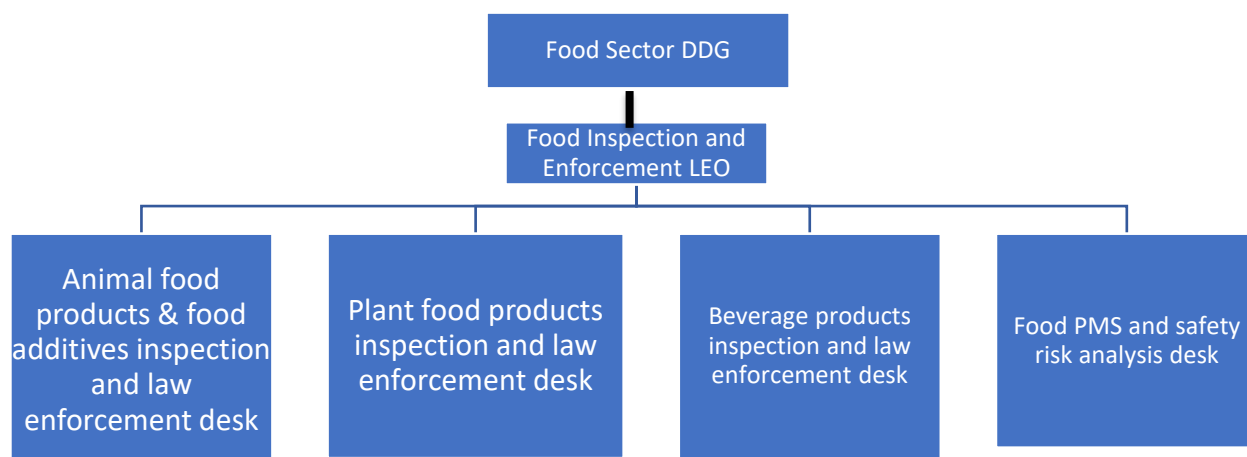 Food Sector DDG
Food Inspection and
Enforcement LEO
Animal food
products & food
additives inspection
and law
enforcement desk
Plant food products
inspection and law
enforcement desk
Beverage products
inspection and law
enforcement desk
Food PMS and safety
risk analysis desk